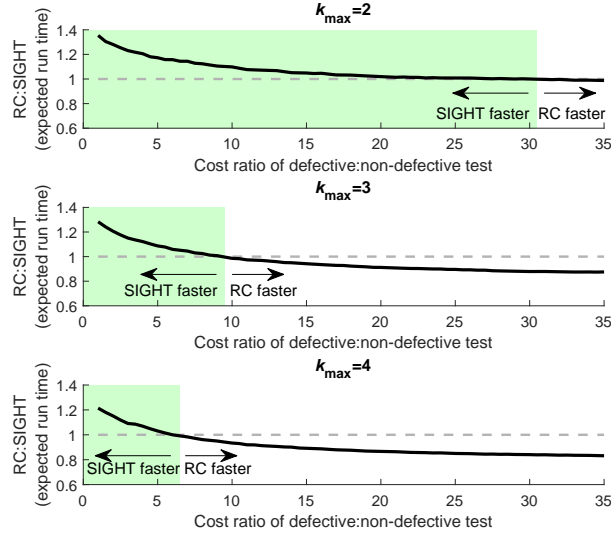 k_max=2
RC:SIGHT
(expected run time)
1.4
1.2
1
0.8
0.6
SIGHT faster RC faster
0 5 10 15 20 25 30 35
Cost ratio of defective:non-defective test
k_max=3
RC:SIGHT
(expected run time)
1.4
1.2
1
0.8
0.6
SIGHT faster RC faster
0 5 10 15 20 25 30 35
Cost ratio of defective:non-defective test
k_max=4
RC:SIGHT
(expected run time)
1.4
1.2
1
0.8
0.6
SIGHT faster RC faster
0 5 10 15 20 25 30 35
Cost ratio of defective:non-defective test